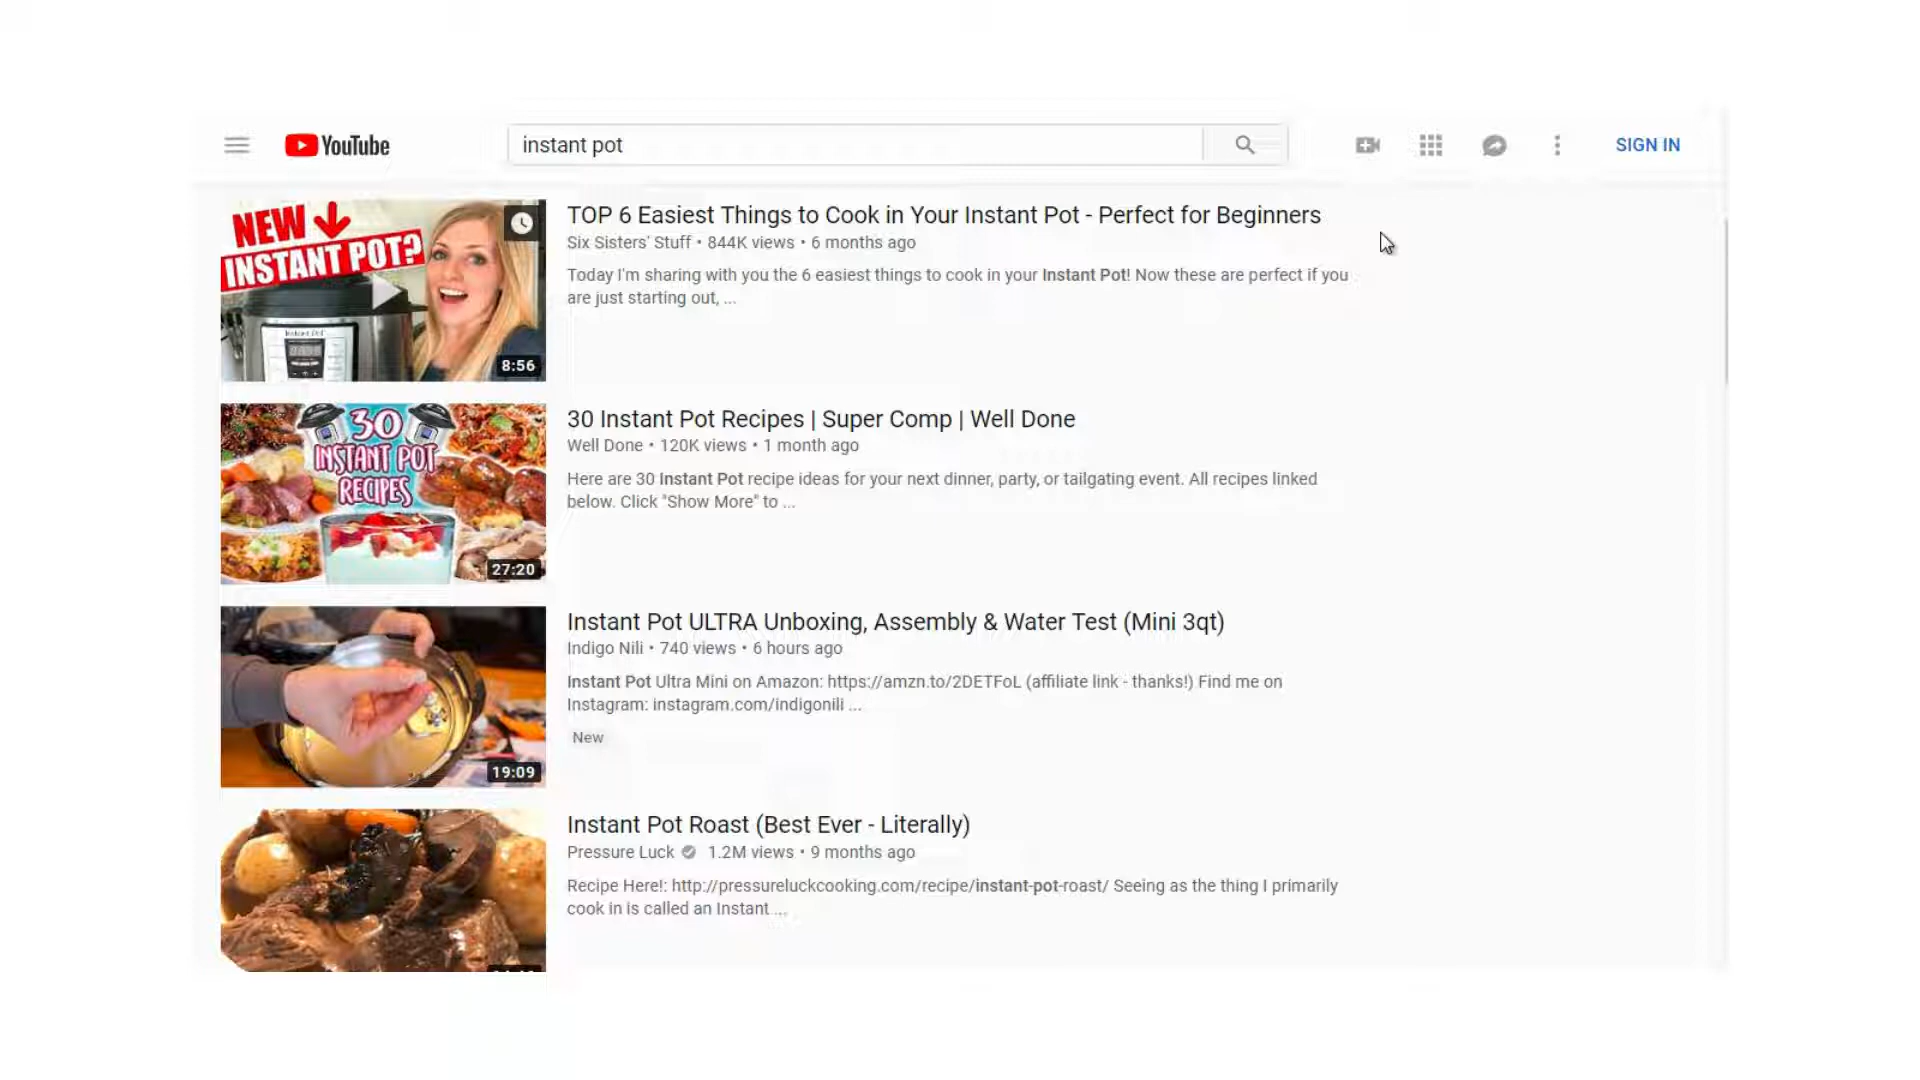 YouTube
instant pot
SIGN IN
NEW
INSTANT POT?
Instant Pot
8:56
TOP 6 Easiest Things to Cook in Your Instant Pot - Perfect for Beginners
Six Sisters' Stuff • 844K views • 6 months ago
Today I'm sharing with you the 6 easiest things to cook in your Instant Pot! Now these are perfect if you
are just starting out, ...
30
INSTANT POT
RECIPES
27:20
30 Instant Pot Recipes | Super Comp | Well Done
Well Done • 120K views • 1 month ago
Here are 30 Instant Pot recipe ideas for your next dinner, party, or tailgating event. All recipes linked
below. Click "Show More" to ...
19:09
Instant Pot ULTRA Unboxing, Assembly & Water Test (Mini 3qt)
Indigo Nili • 740 views • 6 hours ago
Instant Pot Ultra Mini on Amazon: https://amzn.to/2DETFoL (affiliate link - thanks!) Find me on
Instagram: instagram.com/indigonili ...
New
Instant Pot Roast (Best Ever - Literally)
Pressure Luck 1.2M views • 9 months ago
Recipe Here!: http://pressureluckcooking.com/recipe/instant-pot-roast/ Seeing as the thing I primarily
cook in is called an Instant ...